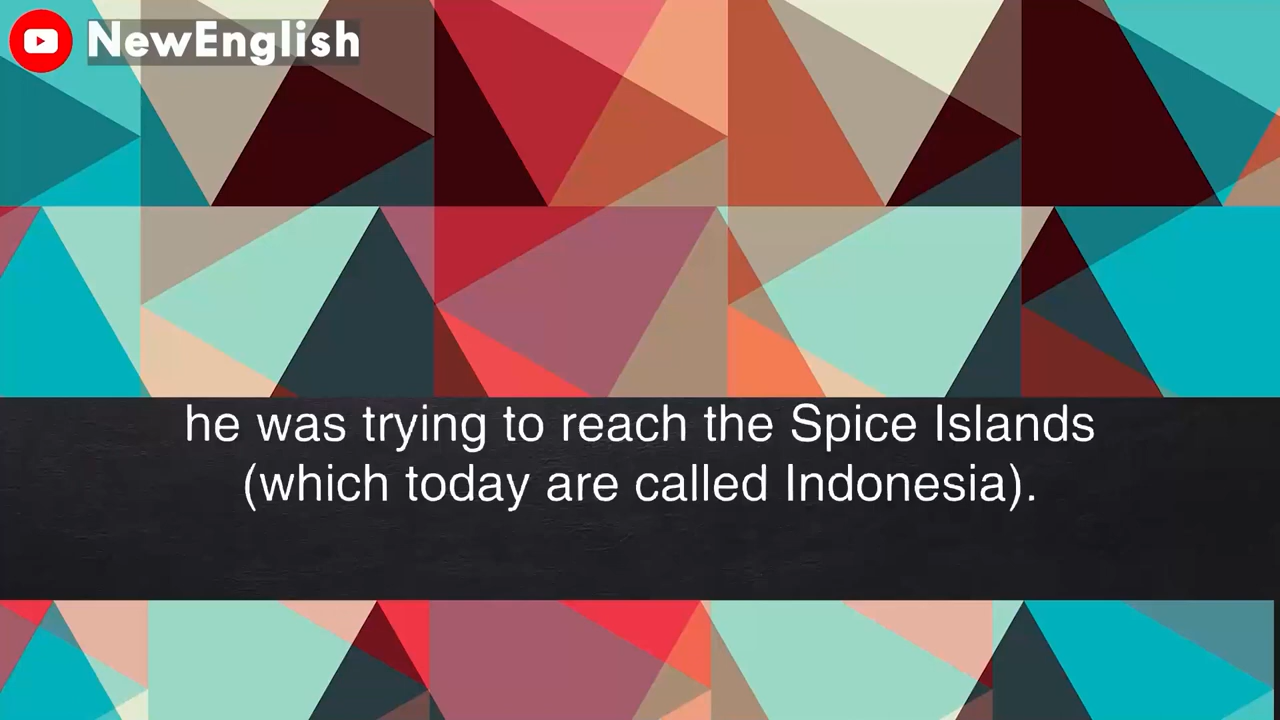 NewEnglish
he was trying to reach the Spice Islands
(which today are called Indonesia).